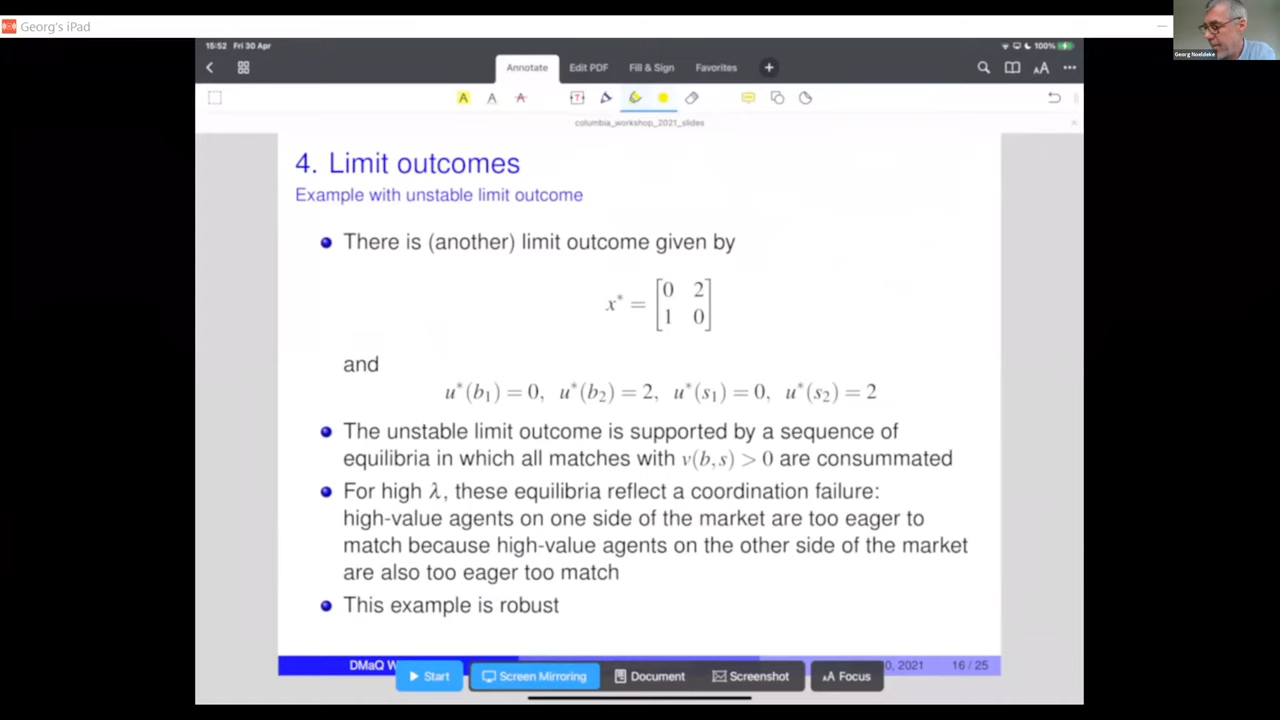 Georg's iPad
Georg Noeldeke
15:52 Fri 30 Apr
100%
Annotate
Edit PDF
Fill & Sign
Favorites
columbia_workshop_2021_slides
4. Limit outcomes
Example with unstable limit outcome
There is (another) limit outcome given by
x* = [0 2
1 0]
and
u*(b₁) = 0, u*(b₂) = 2, u*(s₁) = 0, u*(s₂) = 2
The unstable limit outcome is supported by a sequence of
equilibria in which all matches with v(b,s) > 0 are consummated
For high λ, these equilibria reflect a coordination failure:
high-value agents on one side of the market are too eager to
match because high-value agents on the other side of the market
are also too eager too match
This example is robust
DMaQ W
0, 2021
16 / 25
Start
Screen Mirroring
Document
Screenshot
AA Focus